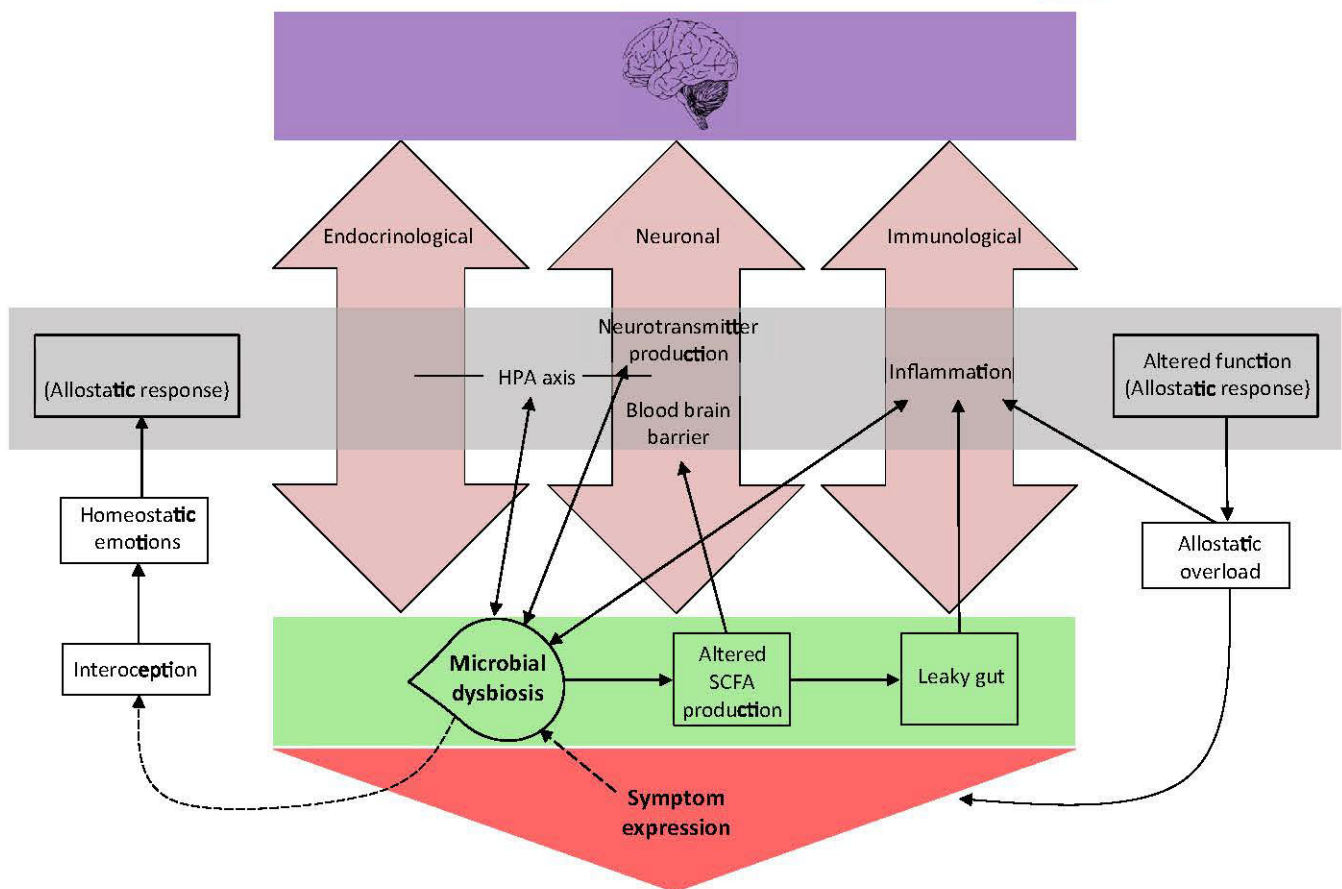 Endocrinological
Neuronal
Immunological
(Allostatic response)
HPA axis
Neurotransmitter
production
Blood brain
barrier
Inflammation
Altered function
(Allostatic response)
Homeostatic
emotions
Allostatic
overload
Interoception
Microbial
dysbiosis
Altered
SCFA
production
Leaky gut
Symptom
expression